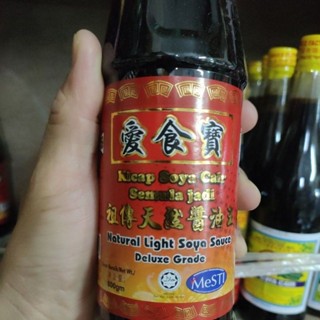 愛食寶
Kicap Soya Cair
Semula jadi
祖傳天然醬油王
Natural Light Soya Sauce
Deluxe Grade
MeSTI